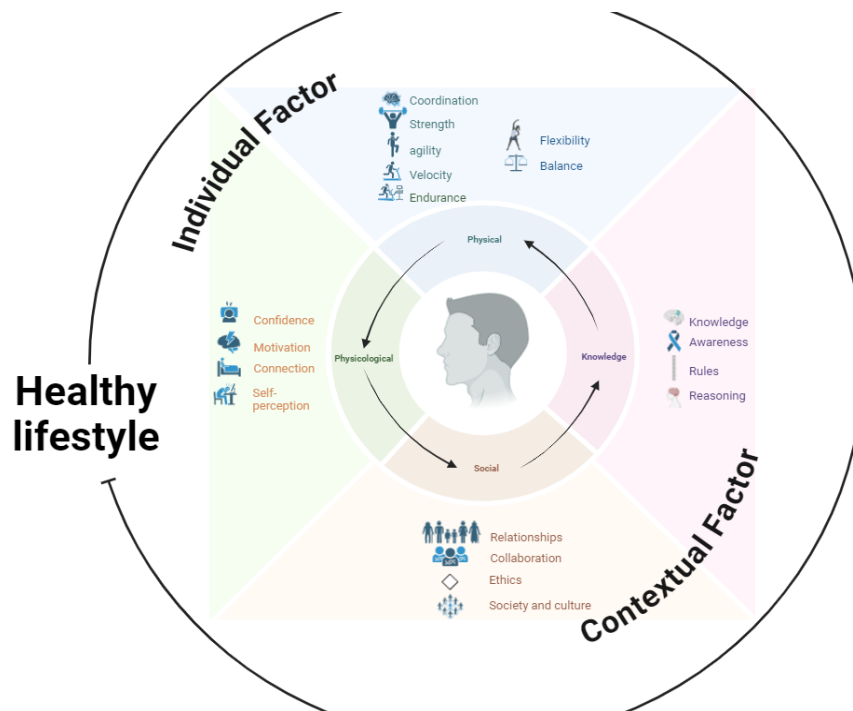 Individual Factor
Coordination
Strength
agility
Velocity
Endurance
Flexibility
Balance
Physical
Confidence
Motivation
Connection
Self-
perception
Physicological
Knowledge
Knowledge
Awareness
Rules
Reasoning
Healthy
lifestyle
Social
Relationships
Collaboration
Ethics
Society and culture
Contextual Factor